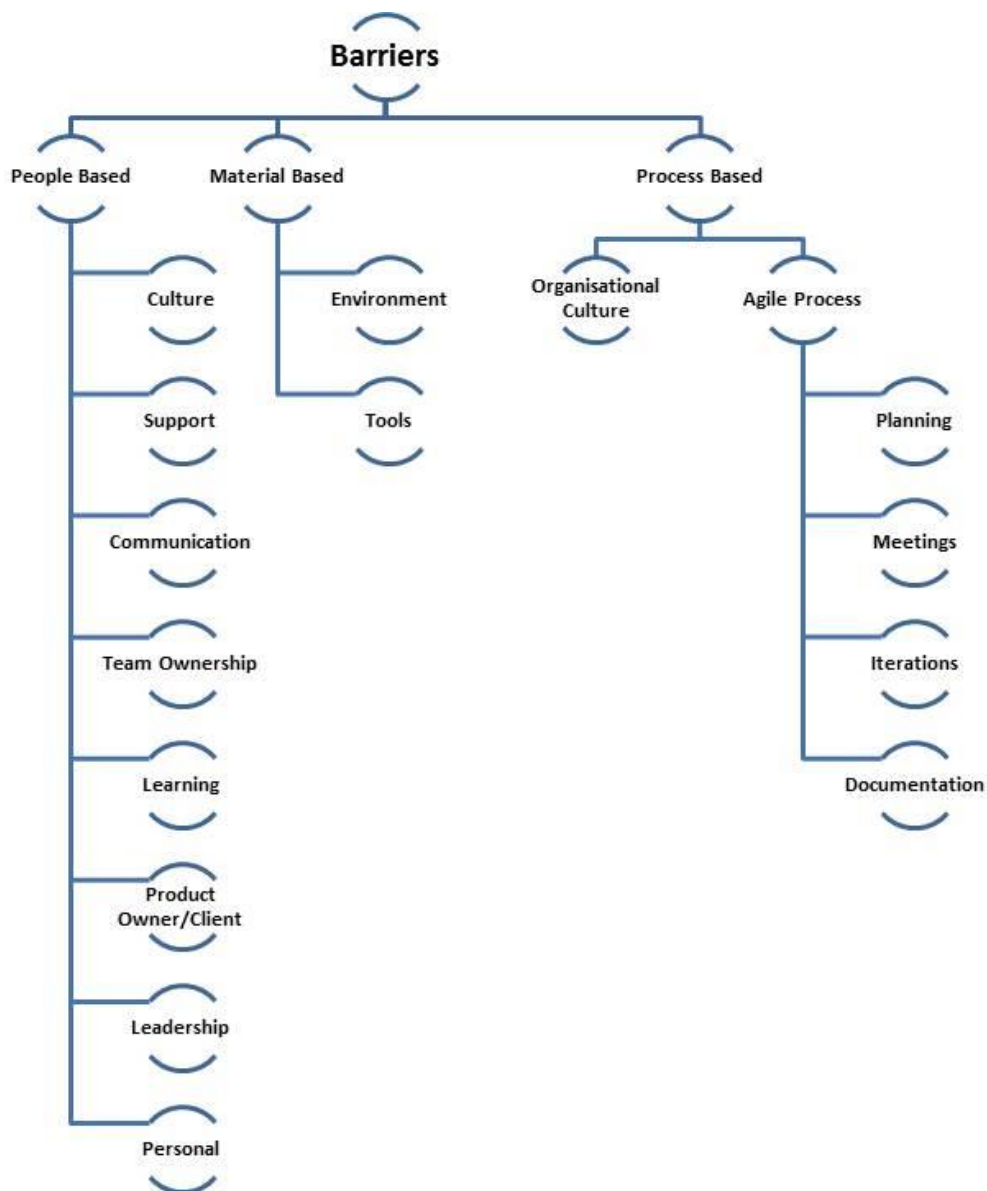 Barriers
People Based
Material Based
Process Based
Culture
Support
Communication
Team Ownership
Learning
Product
Owner/Client
Leadership
Personal
Environment
Tools
Organisational
Culture
Agile Process
Planning
Meetings
Iterations
Documentation